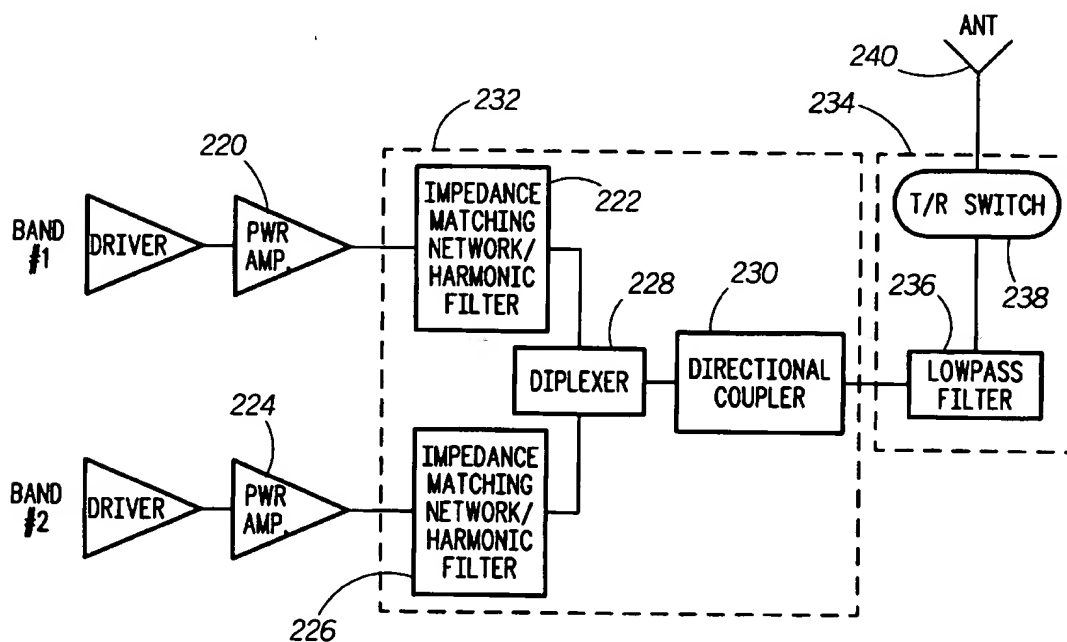 ANT
240
232
234
220
IMPEDANCE
MATCHING
NETWORK/
HARMONIC
FILTER
222
T/R SWITCH
BAND
#1
DRIVER
PWR
AMP.
228
230
236
238
DIPLEXER
DIRECTIONAL
COUPLER
LOWPASS
FILTER
224
BAND
#2
DRIVER
PWR
AMP.
IMPEDANCE
MATCHING
NETWORK/
HARMONIC
FILTER
226